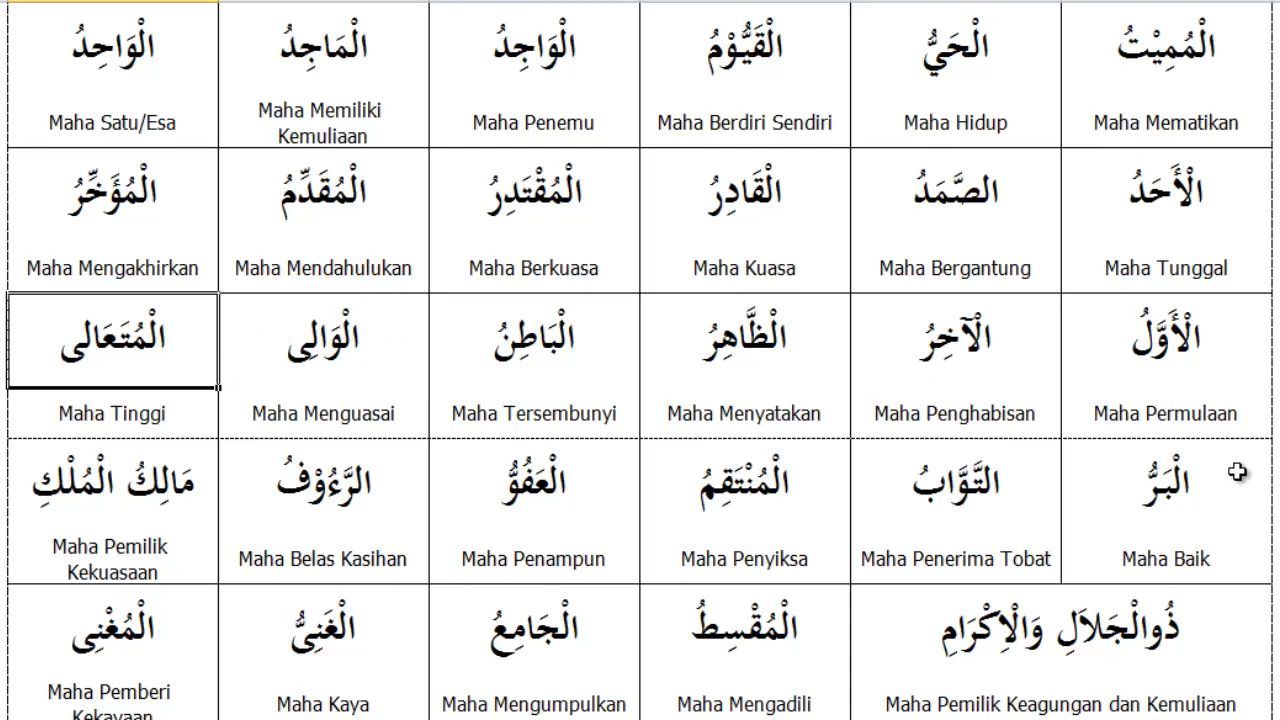 الْمُمِيْتُ
Maha Mematikan
الْحَيُّ
Maha Hidup
الْقَيُّوْمُ
Maha Berdiri Sendiri
الْوَاجِدُ
Maha Penemu
الْمَاجِدُ
Maha Memiliki
Kemuliaan
الْوَاحِدُ
Maha Satu/Esa
الْأَحَدُ
Maha Tunggal
الصَّمَدُ
Maha Bergantung
الْقَادِرُ
Maha Kuasa
الْمُقْتَدِرُ
Maha Berkuasa
الْمُقَدِّمُ
Maha Mendahulukan
الْمُؤَخِّرُ
Maha Mengakhirkan
الْأَوَّلُ
Maha Permulaan
الْآخِرُ
Maha Penghabisan
الْظَّاهِرُ
Maha Menyatakan
الْبَاطِنُ
Maha Tersembunyi
الْوَالِى
Maha Menguasai
الْمُتَعَالى
Maha Tinggi
الْبَرُّ
Maha Baik
التَّوَّابُ
Maha Penerima Tobat
الْمُنْتَقِمُ
Maha Penyiksa
الْعَفُوُّ
Maha Penampun
الرَّءُوْفُ
Maha Belas Kasihan
مَالِكُ الْمُلْكِ
Maha Pemilik
Kekuasaan
ذُوالْجَلاَلِ وَالْاِكْرَامِ
Maha Pemilik Keagungan dan Kemuliaan
الْمُقْسِطُ
Maha Mengadili
الْجَامِعُ
Maha Mengumpulkan
الْغَنِىُّ
Maha Kaya
الْمُغْنِى
Maha Pemberi
Kekayaan